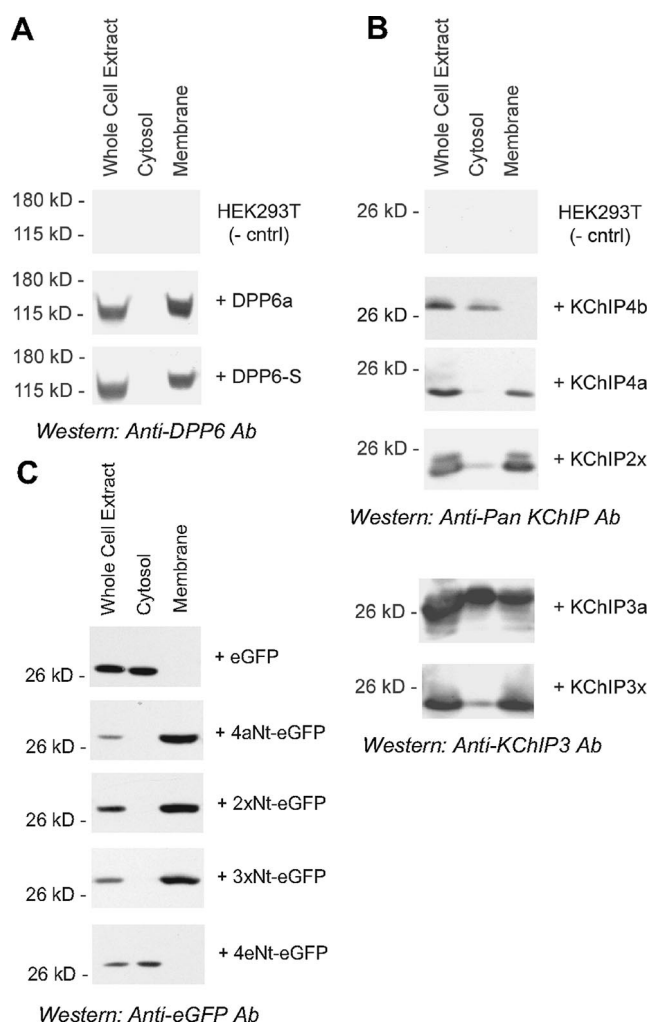 A
Whole Cell Extract
Cytosol
Membrane
180 kD -
115 kD -
HEK293T
(- cntrl)
180 kD -
115 kD -
+ DPP6a
180 kD -
115 kD -
+ DPP6-S
Western: Anti-DPP6 Ab
B
Whole Cell Extract
Cytosol
Membrane
26 kD -
HEK293T
(- cntrl)
26 kD -
+ KChIP4b
26 kD -
+ KChIP4a
26 kD -
+ KChIP2x
Western: Anti-Pan KChIP Ab
26 kD -
+ KChIP3a
26 kD -
+ KChIP3x
Western: Anti-KChIP3 Ab
C
Whole Cell Extract
Cytosol
Membrane
26 kD -
+ eGFP
26 kD -
+ 4aNt-eGFP
26 kD -
+ 2xNt-eGFP
26 kD -
+ 3xNt-eGFP
26 kD -
+ 4eNt-eGFP
Western: Anti-eGFP Ab